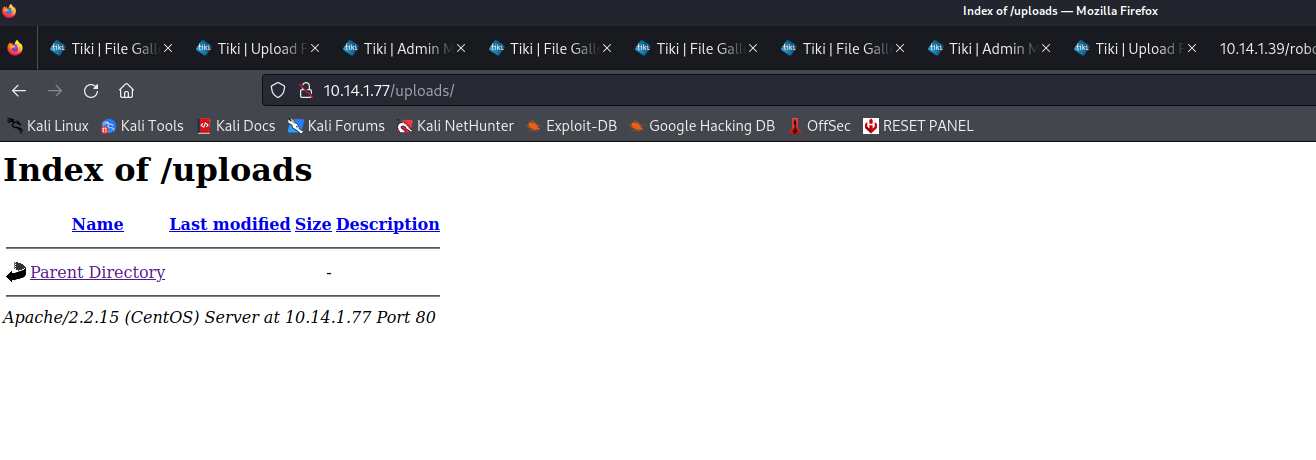 Index of /uploads — Mozilla Firefox
Tiki | File Gall Tiki | Upload F Tiki | Admin M Tiki | File Gall Tiki | File Gall Tiki | File Gall Tiki | Admin M Tiki | Upload F 10.14.1.39/robo
10.14.1.77/uploads/
Kali Linux Kali Tools Kali Docs Kali Forums Kali NetHunter Exploit-DB Google Hacking DB OffSec RESET PANEL
Index of /uploads
Name Last modified Size Description
Parent Directory -
Apache/2.2.15 (CentOS) Server at 10.14.1.77 Port 80